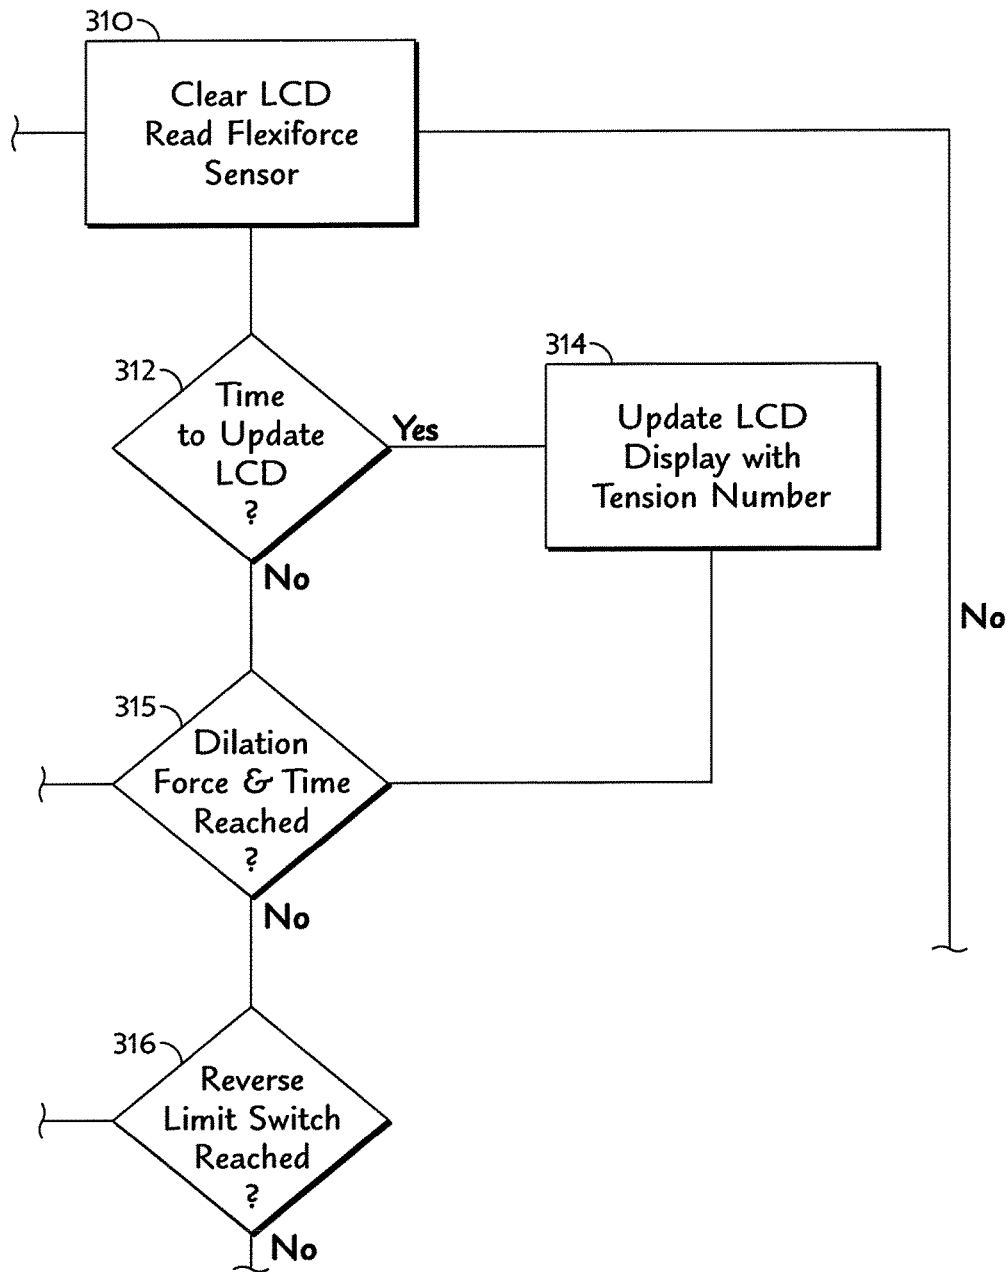 310
Clear LCD
Read Flexiforce
Sensor
312
Time
to Update
LCD
?
Yes
No
314
Update LCD
Display with
Tension Number
No
315
Dilation
Force & Time
Reached
?
No
316
Reverse
Limit Switch
Reached
?
No